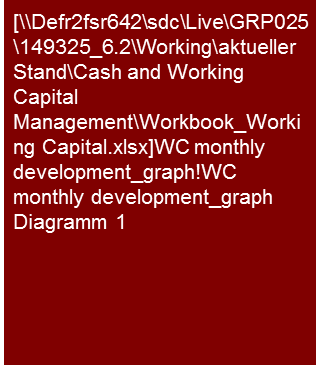 [\\Defr2fsr642\sdc\Live\GRP025
\149325_6.2\Working\aktueller
Stand\Cash and Working
Capital
Management\Workbook_Worki
ng Capital.xlsx]WC monthly
development_graph!WC
monthly development_graph
Diagramm 1